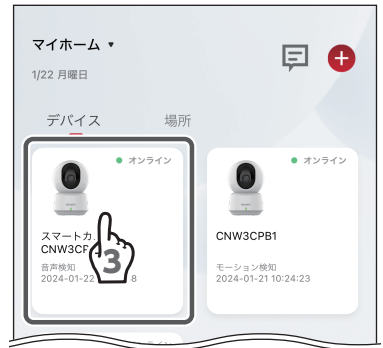 マイホーム
1/22 月曜日
デバイス
場所
オンライン
スマートカ
CNW3CP
音声検知
2024-01-22
8
3
オンライン
CNW3CPB1
モーション検知
2024-01-21 10:24:23